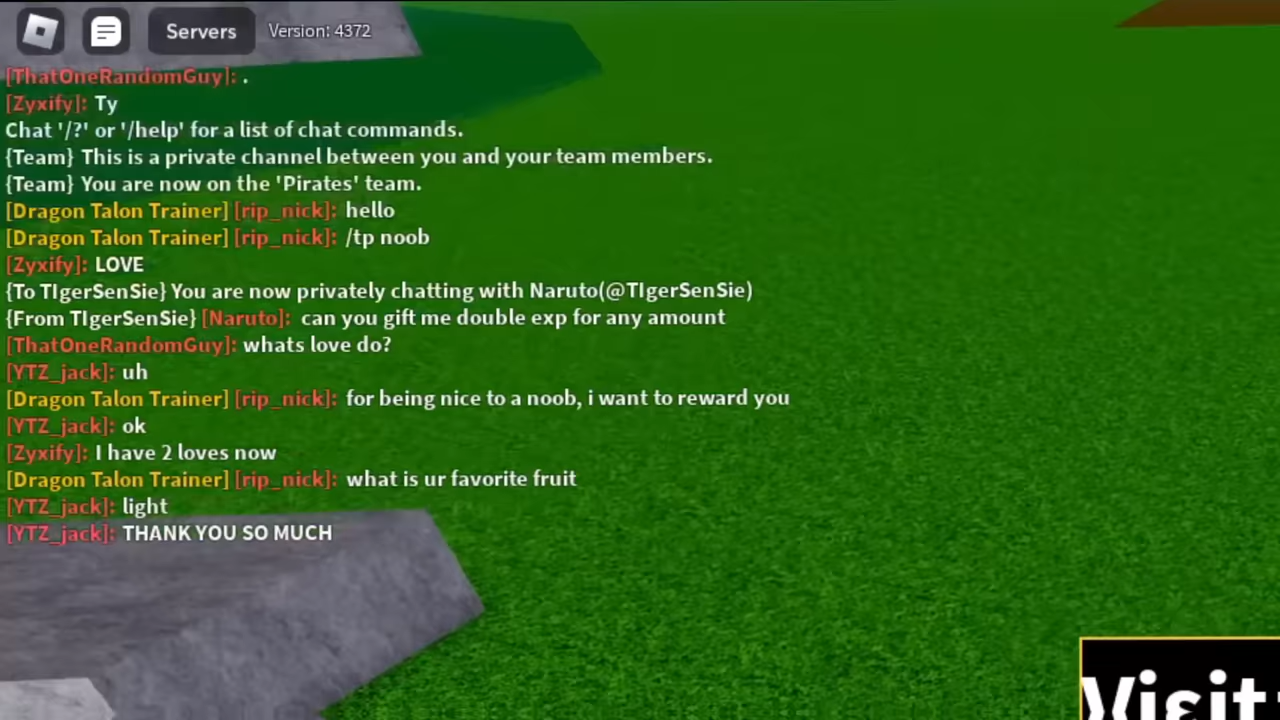 Servers
Version: 4372
[ThatOneRandomGuy]: .
[Zyxify]: Ty
Chat '/?' or '/help' for a list of chat commands.
{Team} This is a private channel between you and your team members.
{Team} You are now on the 'Pirates' team.
[Dragon Talon Trainer] [rip_nick]: hello
[Dragon Talon Trainer] [rip_nick]: /tp noob
[Zyxify]: LOVE
{To TIgerSenSie} You are now privately chatting with Naruto(@TIgerSenSie)
{From TIgerSenSie} [Naruto]: can you gift me double exp for any amount
[ThatOneRandomGuy]: whats love do?
[YTZ_jack]: uh
[Dragon Talon Trainer] [rip_nick]: for being nice to a noob, i want to reward you
[YTZ_jack]: ok
[Zyxify]: I have 2 loves now
[Dragon Talon Trainer] [rip_nick]: what is ur favorite fruit
[YTZ_jack]: light
[YTZ_jack]: THANK YOU SO MUCH
Visit